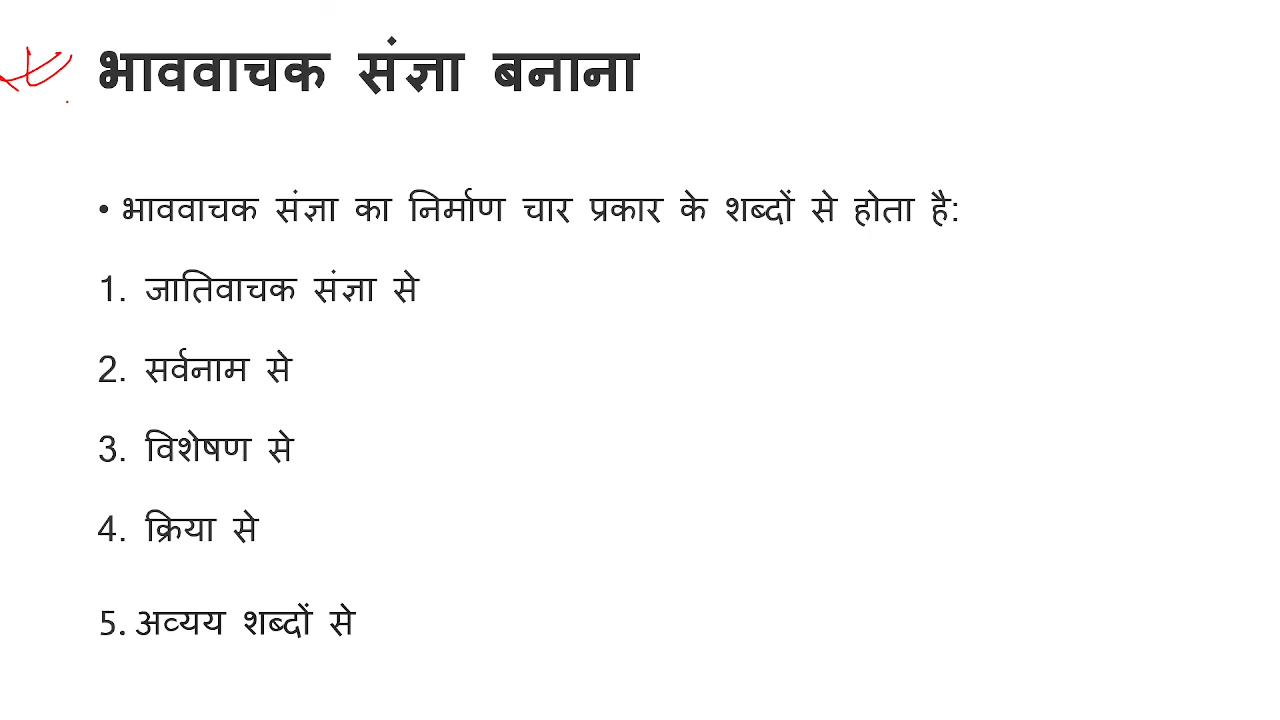 भाववाचक संज्ञा बनाना
• भाववाचक संज्ञा का निर्माण चार प्रकार के शब्दों से होता है:
1. जातिवाचक संज्ञा से
2. सर्वनाम से
3. विशेषण से
4. क्रिया से
5. अव्यय शब्दों से